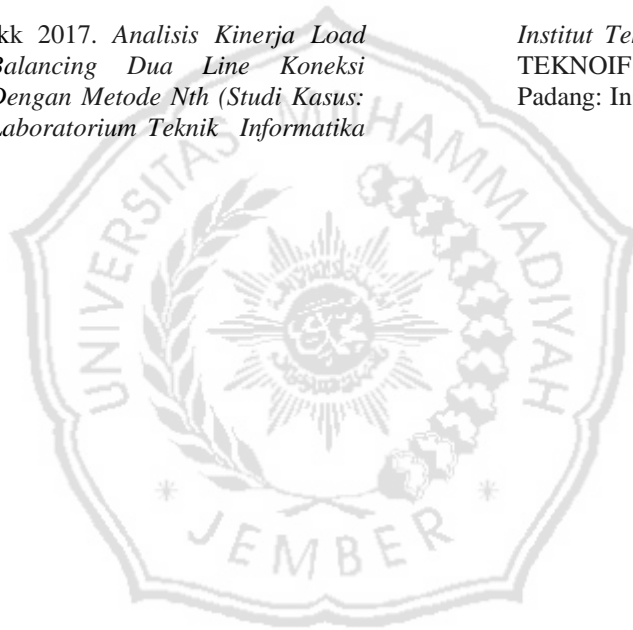 kk 2017. Analisis Kinerja Load
Balancing Dua Line Koneksi
Dengan Metode Nth (Studi Kasus:
Laboratorium Teknik Informatika
Institut Te
TEKNOIF
Padang: In
UNIVERSITAS MUHAMMADIYAH
JEMBER